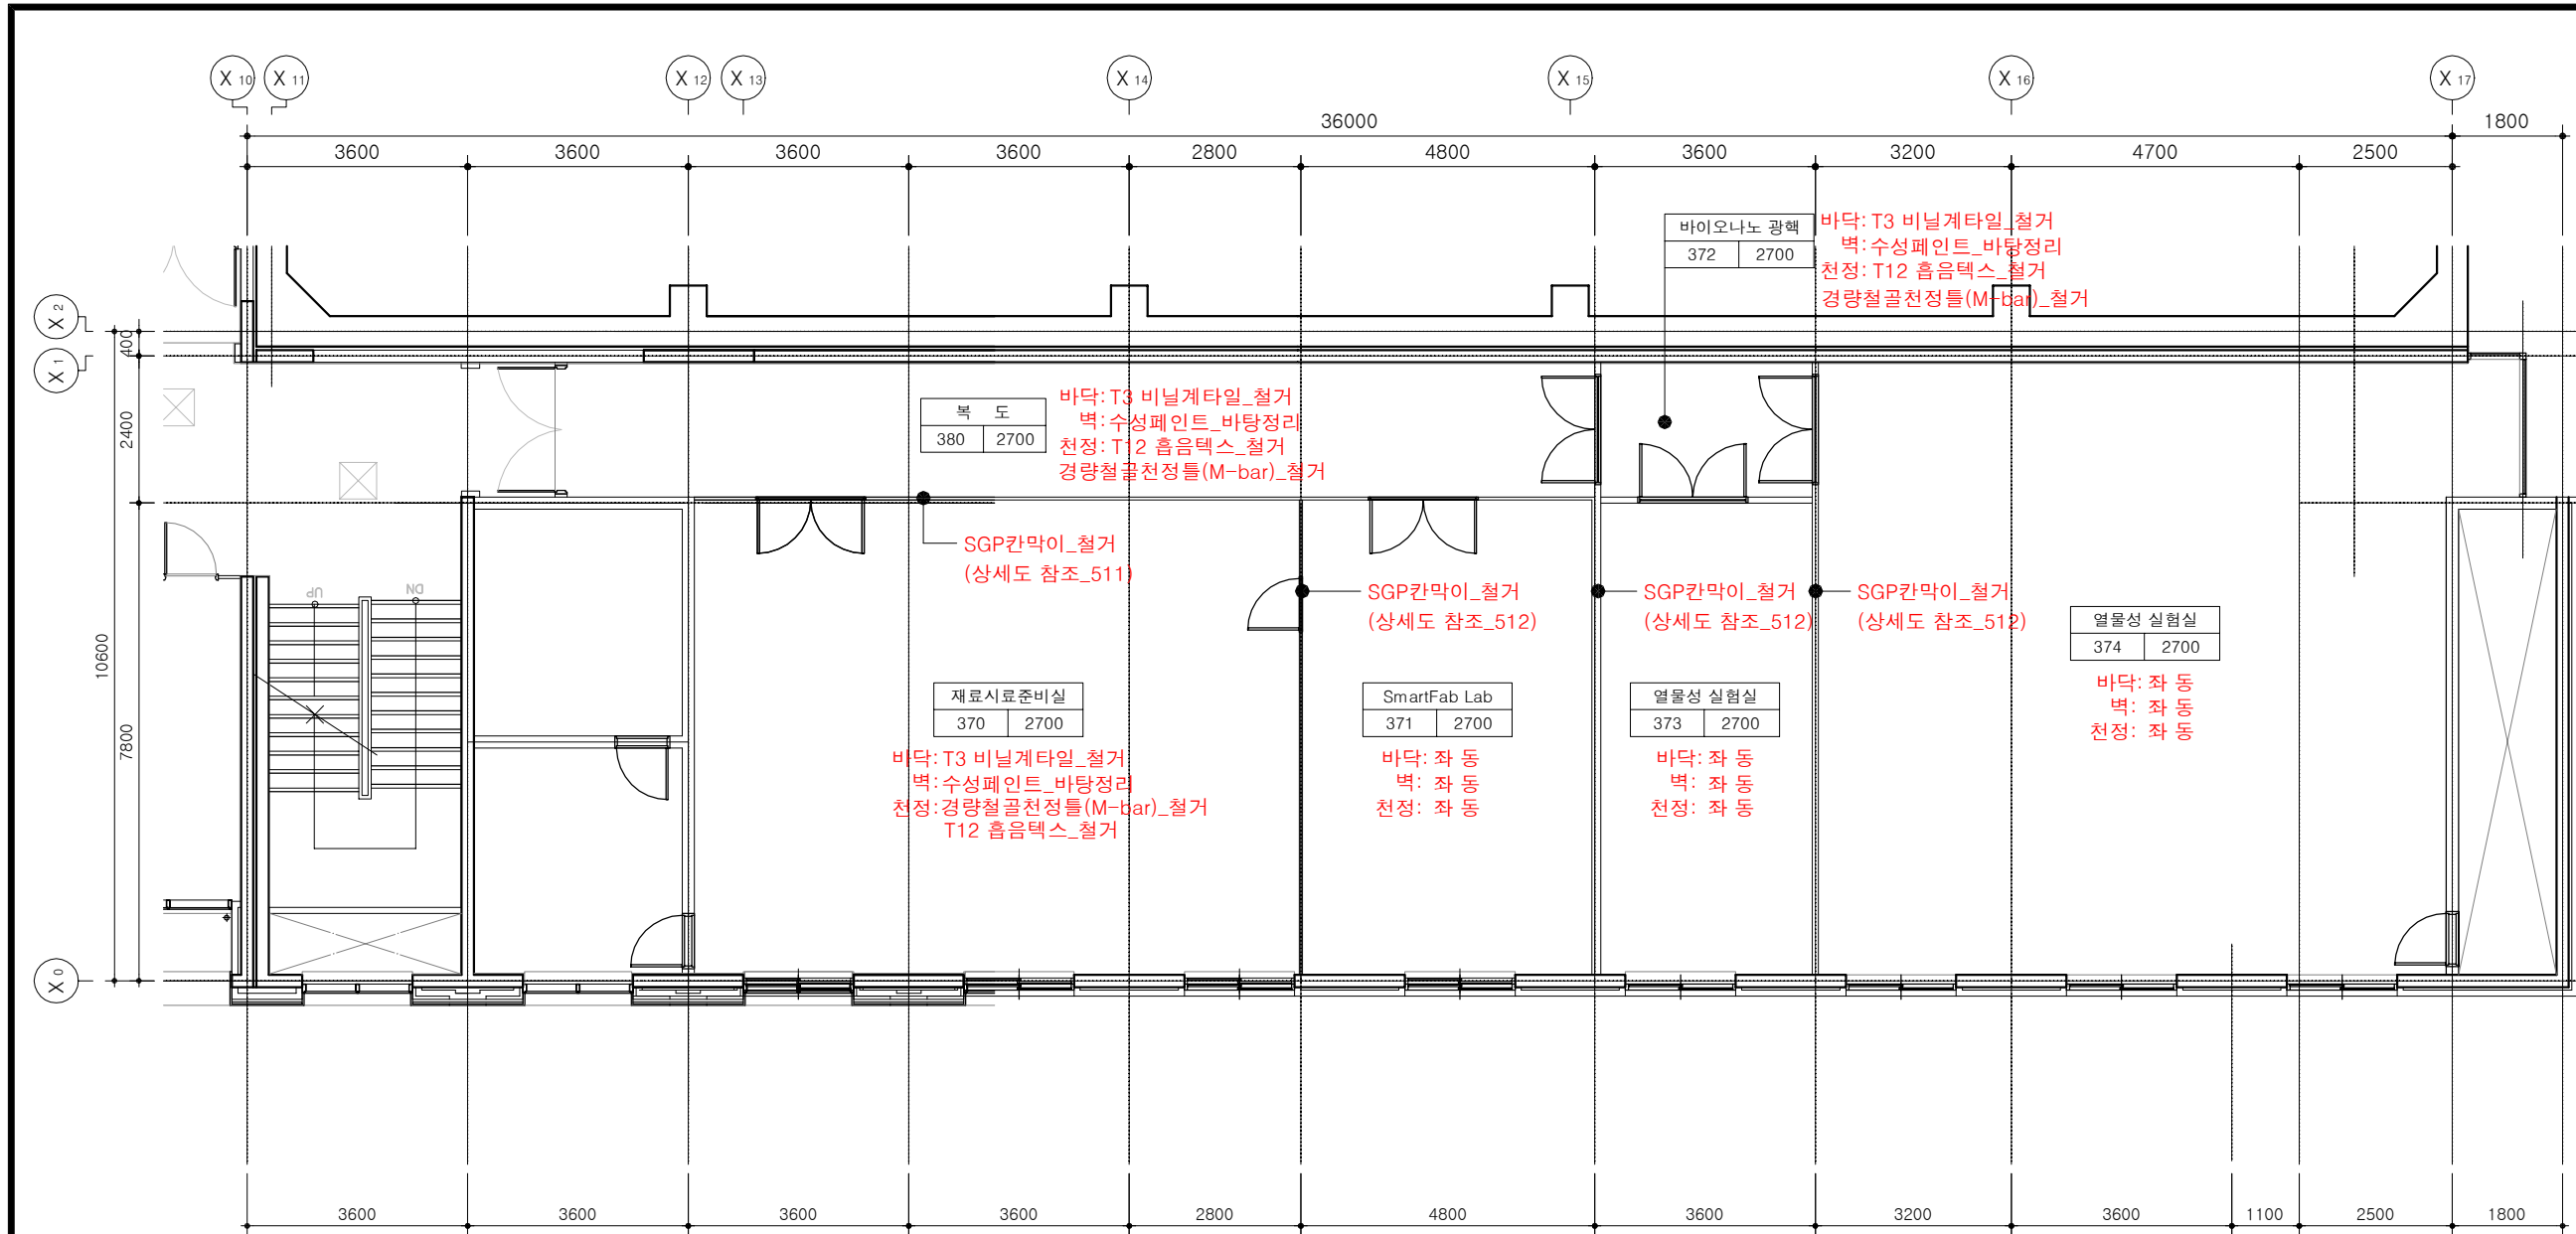 X 10
X 11
X 12
X 13
X 14
X 15
X 16
X 17
36000
1800
3600
3600
3600
3600
2800
4800
3600
3200
4700
2500
바이오나노 광핵
372 2700
바닥: T3 비닐계타일_철거
벽: 수성페인트_바탕정리
천정: T12 흡음텍스_철거
경량철골천정틀(M-bar)_철거
X 2
X 1
X 0
400
2400
7800
10600
복 도
380 2700
바닥: T3 비닐계타일_철거
벽: 수성페인트_바탕정리
천정: T12 흡음텍스_철거
경량철골천정틀(M-bar)_철거
SGP칸막이_철거
(상세도 참조_511)
SGP칸막이_철거
(상세도 참조_512)
SGP칸막이_철거
(상세도 참조_512)
SGP칸막이_철거
(상세도 참조_512)
UP
DN
재료시료준비실
370 2700
바닥: T3 비닐계타일_철거
벽: 수성페인트_바탕정리
천정: 경량철골천정틀(M-bar)_철거
T12 흡음텍스_철거
SmartFab Lab
371 2700
바닥: 좌 동
벽: 좌 동
천정: 좌 동
열물성 실험실
373 2700
바닥: 좌 동
벽: 좌 동
천정: 좌 동
열물성 실험실
374 2700
바닥: 좌 동
벽: 좌 동
천정: 좌 동
3600
3600
3600
3600
2800
4800
3600
3200
3600
1100
2500
1800